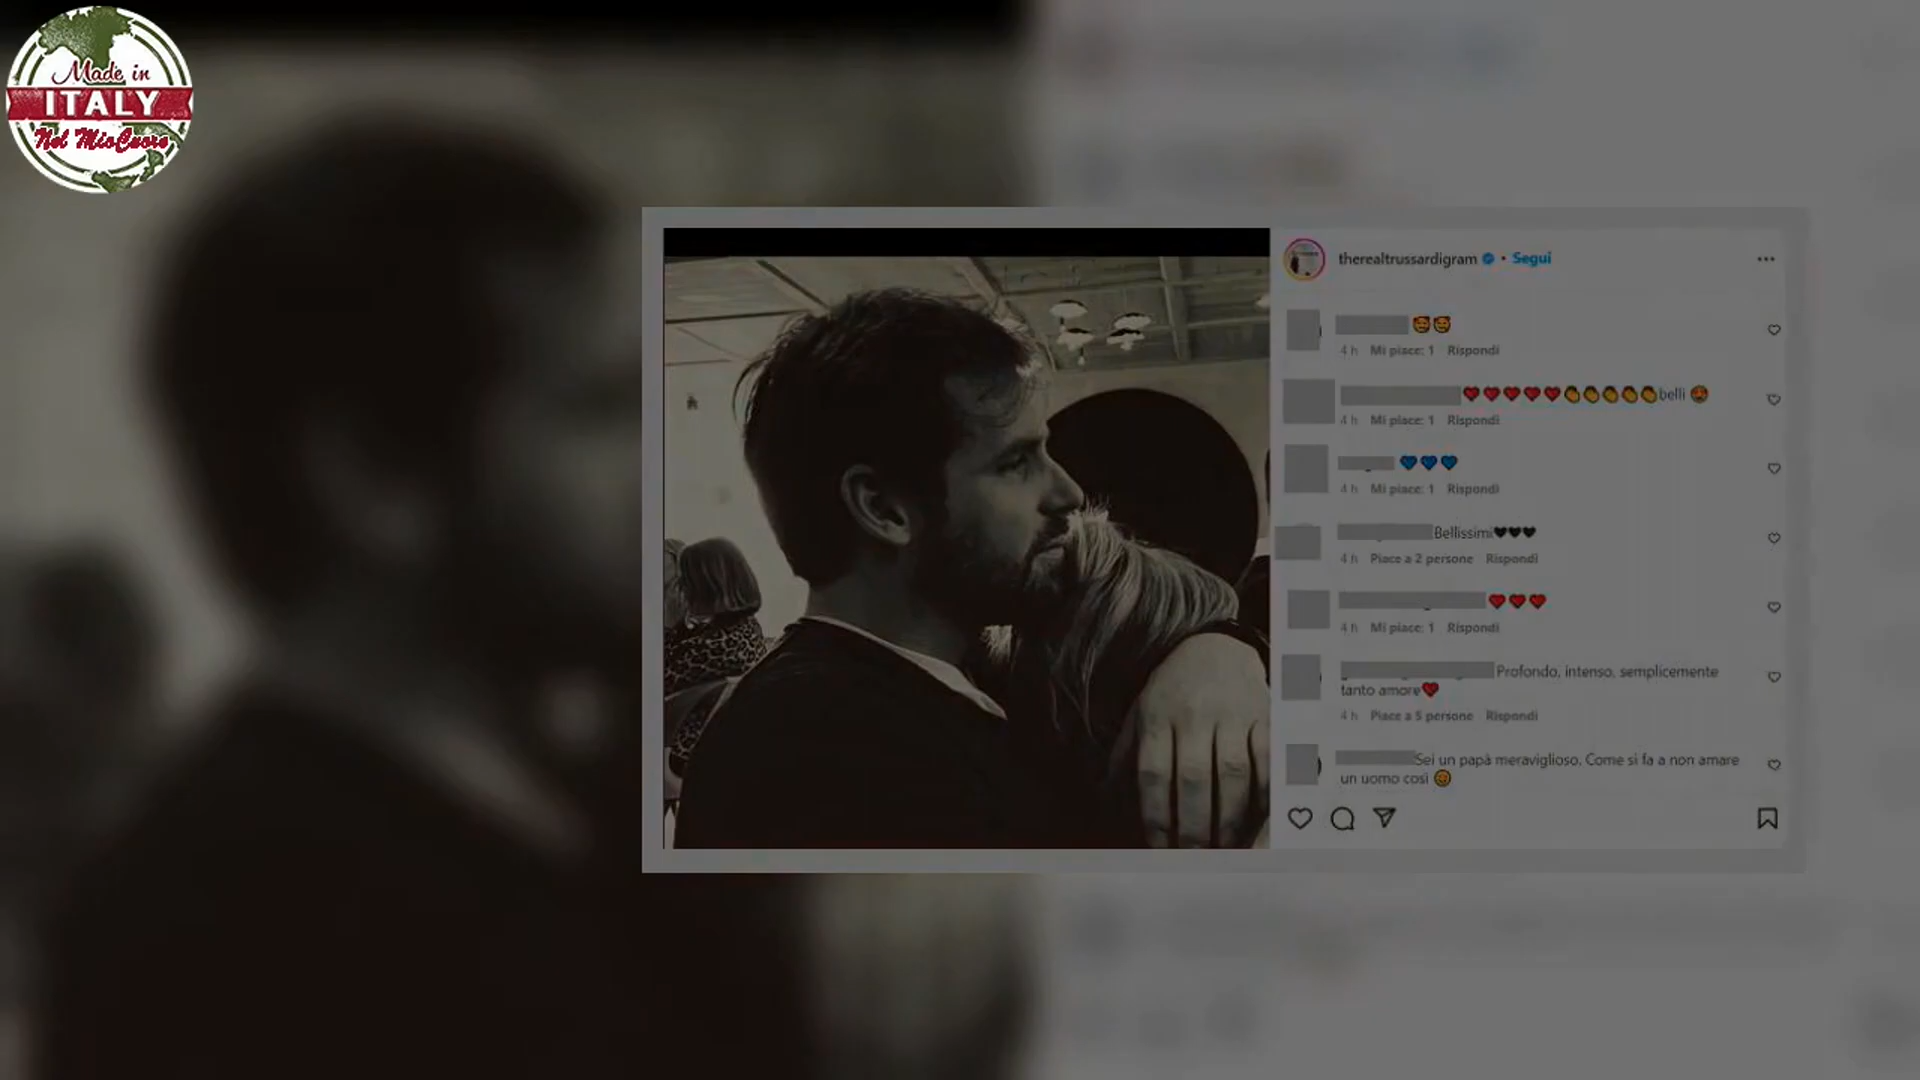 Made in
ITALY
Nel MioCuore
therealtrussardigram • Segui
4 h Mi piace: 1 Rispondi
belli
4 h Mi piace: 1 Rispondi
4 h Mi piace: 1 Rispondi
Bellissimi
4 h Piace a 2 persone Rispondi
4 h Mi piace: 1 Rispondi
Profondo, intenso, semplicemente
tanto amore
4 h Piace a 5 persone Rispondi
Sei un papà meraviglioso. Come si fa a non amare
un uomo così